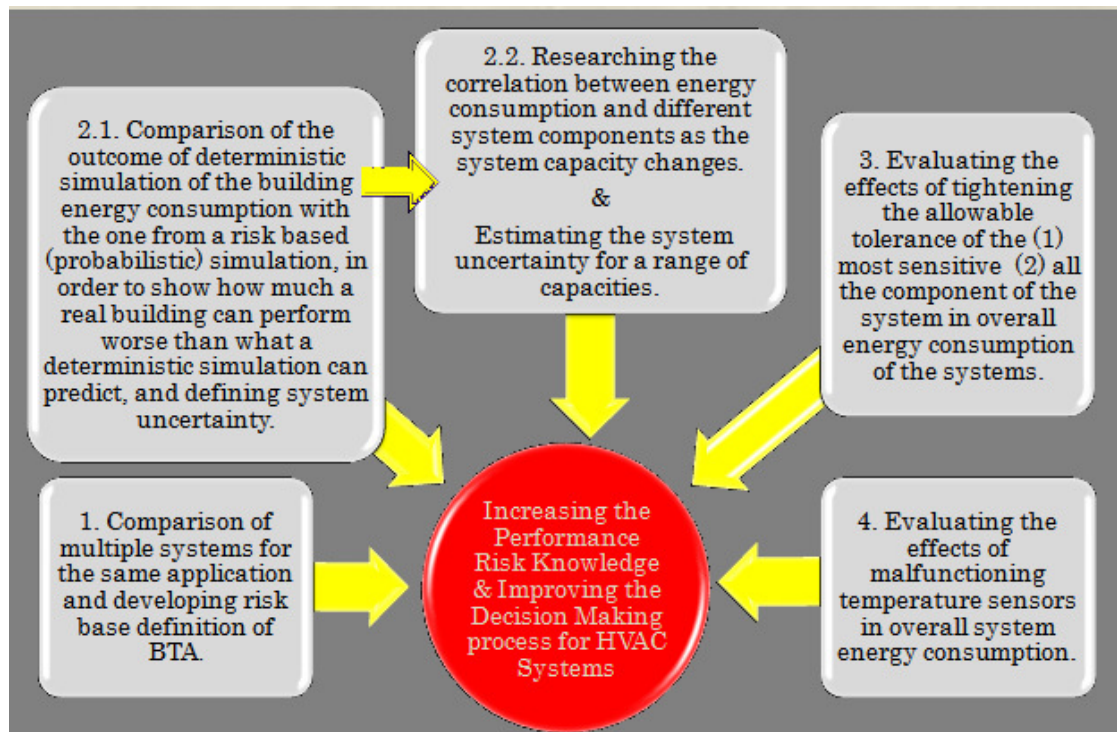 1. Comparison of
multiple systems for
the same application
and developing risk
base definition of
BTA.
2.1. Comparison of the
outcome of deterministic
simulation of the building
energy consumption with
the one from a risk based
(probabilistic) simulation, in
order to show how much a
real building can perform
worse than what a
deterministic simulation can
predict, and defining system
uncertainty.
2.2. Researching the
correlation between energy
consumption and different
system components as the
system capacity changes.
&
Estimating the system
uncertainty for a range of
capacities.
3. Evaluating the
effects of tightening
the allowable
tolerance of the (1)
most sensitive (2) all
the component of the
system in overall
energy consumption
of the systems.
4. Evaluating the
effects of
malfunctioning
temperature sensors
in overall system
energy consumption.
Increasing the
Performance
Risk Knowledge
& Improving the
Decision Making
process for HVAC
Systems